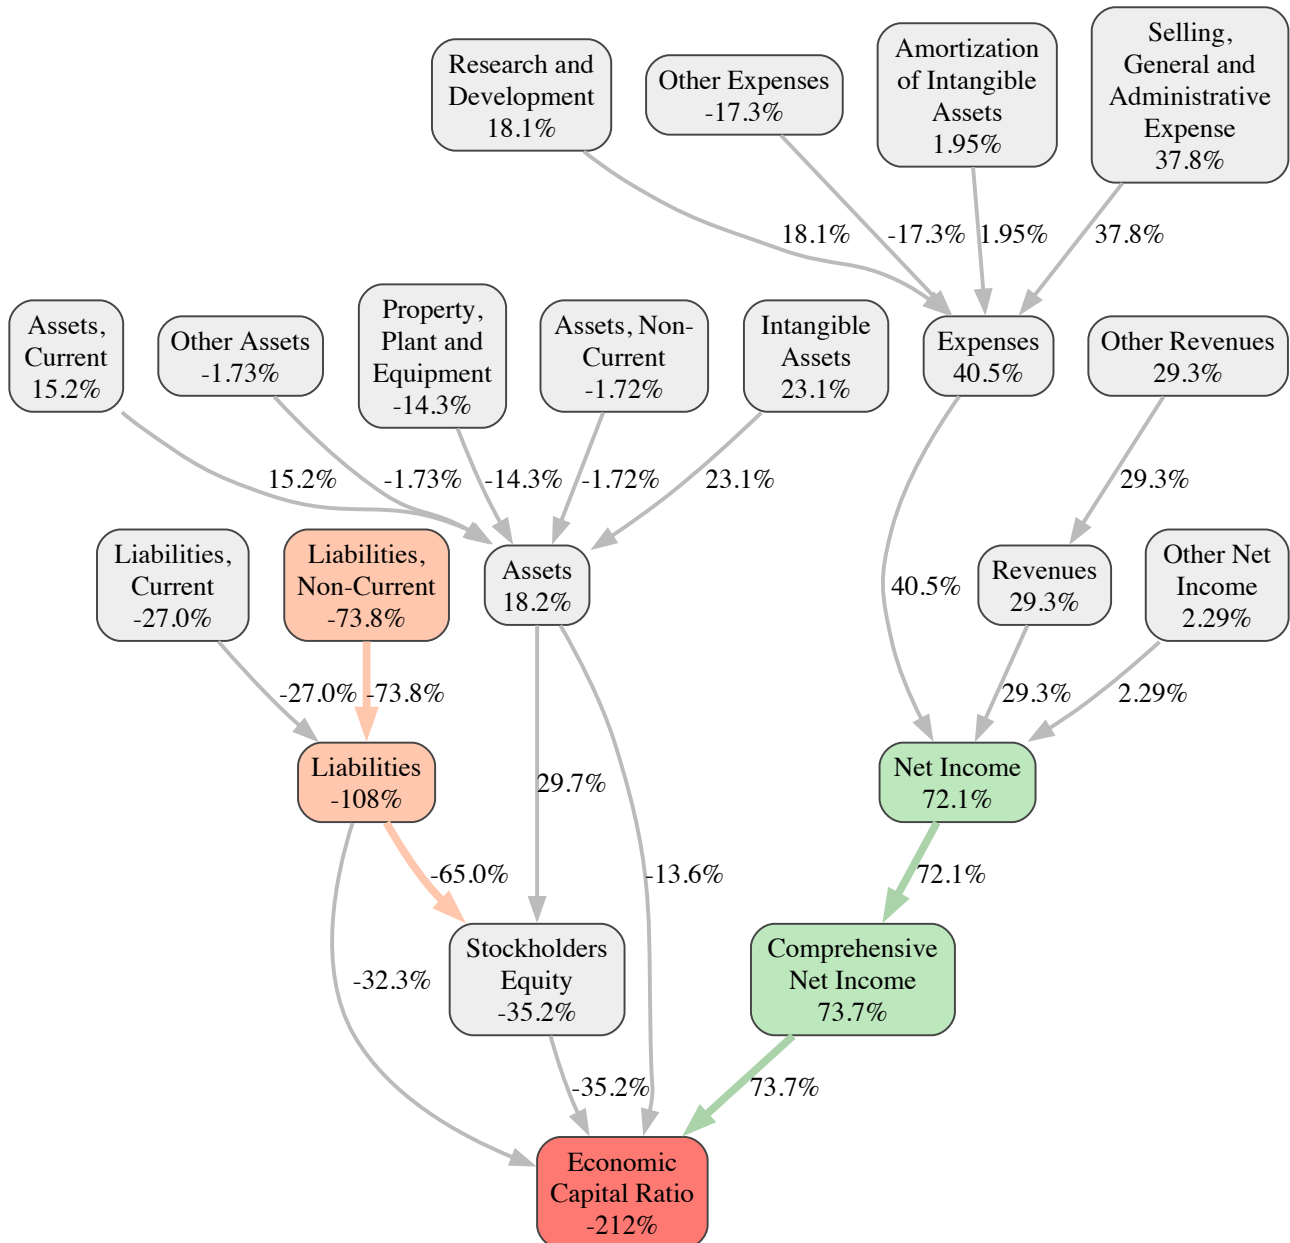 Research and
Development
18.1%
Other Expenses
-17.3%
Amortization
of Intangible
Assets
1.95%
Selling,
General and
Administrative
Expense
37.8%
18.1%
-17.3%
1.95%
37.8%
Assets,
Current
15.2%
Other Assets
-1.73%
Property,
Plant and
Equipment
-14.3%
Assets, Non-
Current
-1.72%
Intangible
Assets
23.1%
Expenses
40.5%
Other Revenues
29.3%
15.2%
-1.73%
-14.3%
-1.72%
23.1%
29.3%
Liabilities,
Current
-27.0%
Liabilities,
Non-Current
-73.8%
Assets
18.2%
40.5%
Revenues
29.3%
Other Net
Income
2.29%
-27.0%
-73.8%
29.3%
2.29%
Liabilities
-108%
29.7%
Net Income
72.1%
-65.0%
-13.6%
72.1%
-32.3%
Stockholders
Equity
-35.2%
Comprehensive
Net Income
73.7%
-35.2%
73.7%
Economic
Capital Ratio
-212%